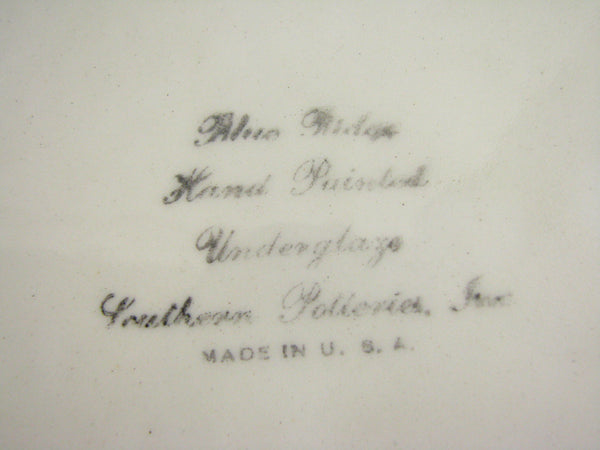 Blue Ridge
Hand Painted
Underglaze
Southern Potteries, Inc
MADE IN U. S. A.